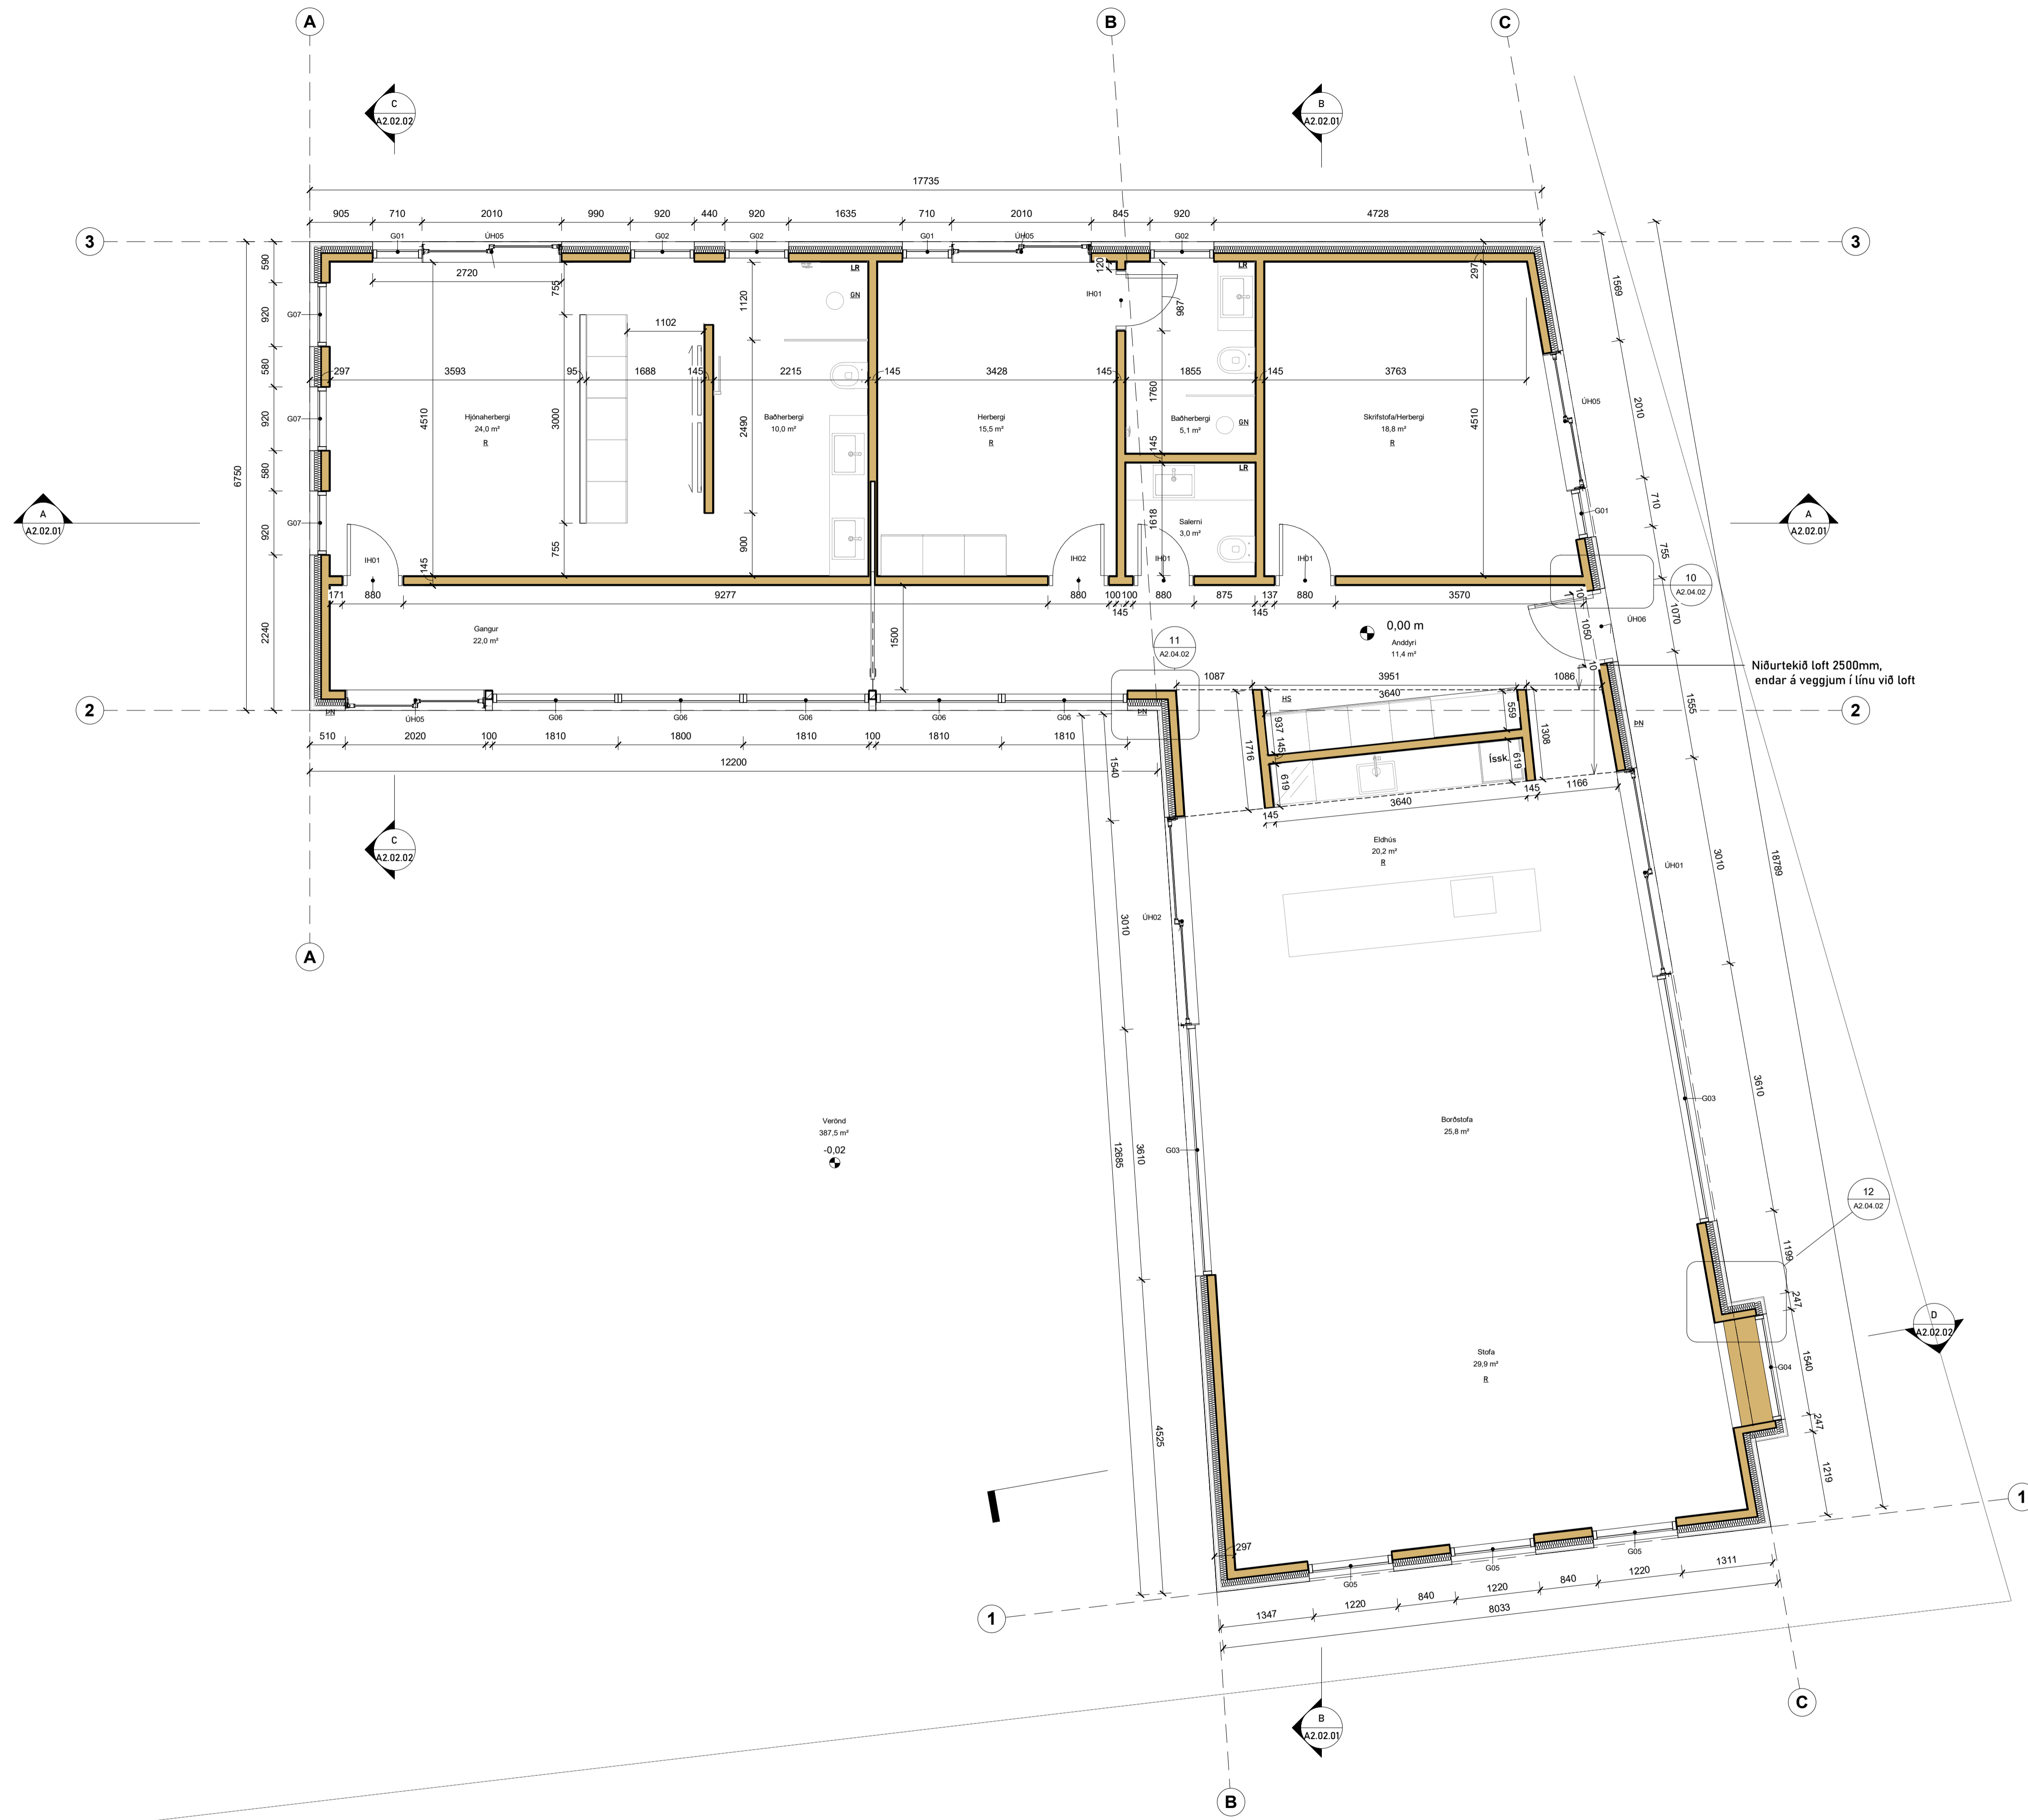 A
B
C
C
A2.02.02
B
A2.02.01
17735
905
710
2010
990
920
440
920
1635
710
2010
845
920
4728
3
G01
ÚH05
G02
G02
G01
ÚH05
G02
3
590
2720
755
1120
LR
GN
120
IH01
987
LR
297
1569
920
G07
1102
580
297
3593
95
1688
145
2215
145
3428
145
1855
145
3763
2010
ÚH05
920
G07
4510
Hjónaherbergi
24,0 m²
R
3000
2490
Baðherbergi
10,0 m²
Herbergi
15,5 m²
R
1760
Baðherbergi
5,1 m²
GN
Skrifstofa/Herbergi
18,8 m²
R
4510
6750
580
145
LR
710
A
A2.02.01
920
G07
755
900
1618
Salerni
3,0 m²
G01
A
A2.02.01
IH01
145
IH02
IH01
IH01
755
10
A2.04.02
171
880
9277
880
100
145
100
880
875
145
137
880
3570
10
1070
2240
Gangur
22,0 m²
1500
11
A2.04.02
0,00 m
Anddyri
11,4 m²
1050
ÚH06
10
Niðurtekið loft 2500mm,
endar á veggjum í línu við loft
1087
3951
1086
3640
HS
1555
2
ÞN
ÚH05
G06
G06
G06
G06
G06
ÞN
ÞN
2
510
2020
100
1810
1800
1810
100
1810
1810
12200
1540
1716
937
145
619
559
1308
619
Íssk.
145
3640
145
1166
C
A2.02.02
Eldhús
20,2 m²
R
3010
18789
ÚH01
A
ÚH02
3010
Verönd
387,5 m²
-0,02
12685
3610
G03
Borðstofa
25,8 m²
3610
G03
12
A2.04.02
1199
247
D
A2.02.02
Stofa
29,9 m²
R
1540
G04
4525
247
1219
1
297
G05
G05
G05
1
1347
1220
840
1220
840
1220
1311
8033
B
A2.02.01
C
B